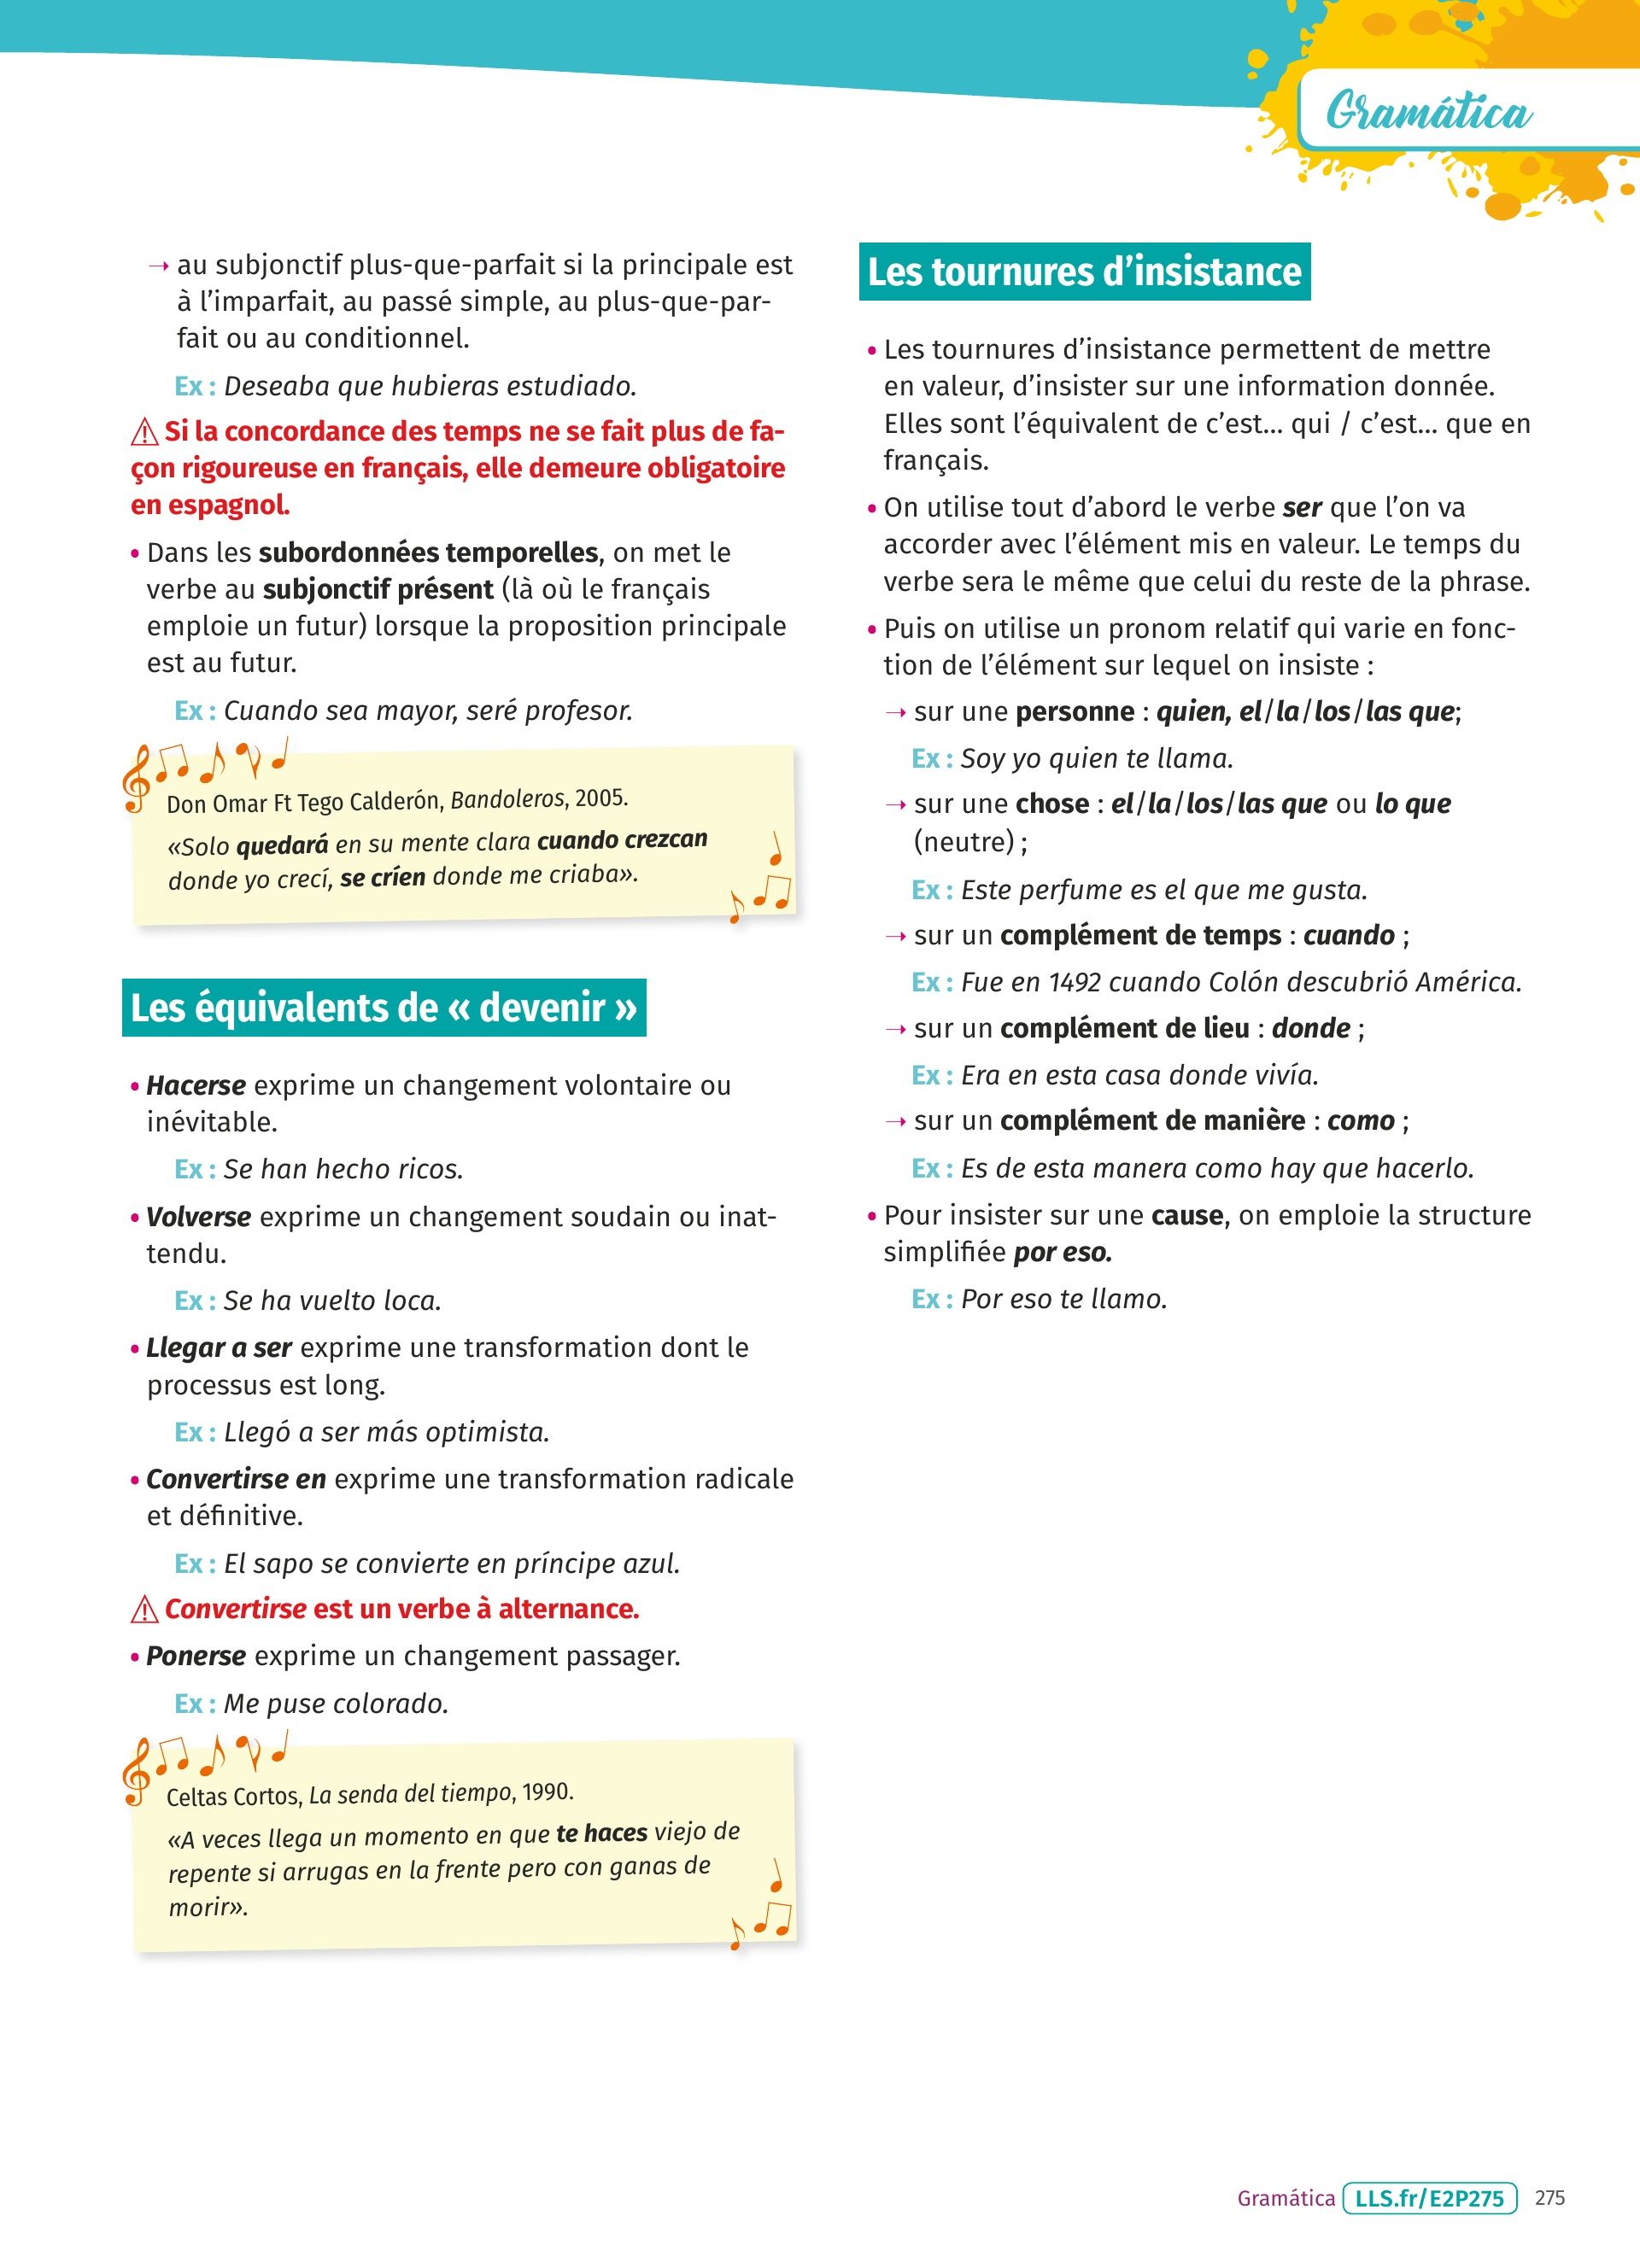 Gramática
→ au subjonctif plus-que-parfait si la principale est
à l’imparfait, au passé simple, au plus-que-par-
fait ou au conditionnel.
Ex : Deseaba que hubieras estudiado.
⚠ Si la concordance des temps ne se fait plus de fa-
çon rigoureuse en français, elle demeure obligatoire
en espagnol.
• Dans les subordonnées temporelles, on met le
verbe au subjonctif présent (là où le français
emploie un futur) lorsque la proposition principale
est au futur.
Ex : Cuando sea mayor, seré profesor.
Don Omar Ft Tego Calderón, Bandoleros, 2005.
«Solo quedará en su mente clara cuando crezcan
donde yo crecí, se críen donde me criaba».
Les équivalents de « devenir »
• Hacerse exprime un changement volontaire ou
inévitable.
Ex : Se han hecho ricos.
• Volverse exprime un changement soudain ou inat-
tendu.
Ex : Se ha vuelto loca.
• Llegar a ser exprime une transformation dont le
processus est long.
Ex : Llegó a ser más optimista.
• Convertirse en exprime une transformation radicale
et définitive.
Ex : El sapo se convierte en príncipe azul.
⚠ Convertirse est un verbe à alternance.
• Ponerse exprime un changement passager.
Ex : Me puse colorado.
Celtas Cortos, La senda del tiempo, 1990.
«A veces llega un momento en que te haces viejo de
repente si arrugas en la frente pero con ganas de
morir».
Les tournures d’insistance
• Les tournures d’insistance permettent de mettre
en valeur, d’insister sur une information donnée.
Elles sont l’équivalent de c’est... qui / c’est... que en
français.
• On utilise tout d’abord le verbe ser que l’on va
accorder avec l’élément mis en valeur. Le temps du
verbe sera le même que celui du reste de la phrase.
• Puis on utilise un pronom relatif qui varie en fonc-
tion de l’élément sur lequel on insiste :
→ sur une personne : quien, el/la/los/las que;
Ex : Soy yo quien te llama.
→ sur une chose : el/la/los/las que ou lo que
(neutre) ;
Ex : Este perfume es el que me gusta.
→ sur un complément de temps : cuando ;
Ex : Fue en 1492 cuando Colón descubrió América.
→ sur un complément de lieu : donde ;
Ex : Era en esta casa donde vivía.
→ sur un complément de manière : como ;
Ex : Es de esta manera como hay que hacerlo.
• Pour insister sur une cause, on emploie la structure
simplifiée por eso.
Ex : Por eso te llamo.
Gramática LLS.fr/E2P275 275